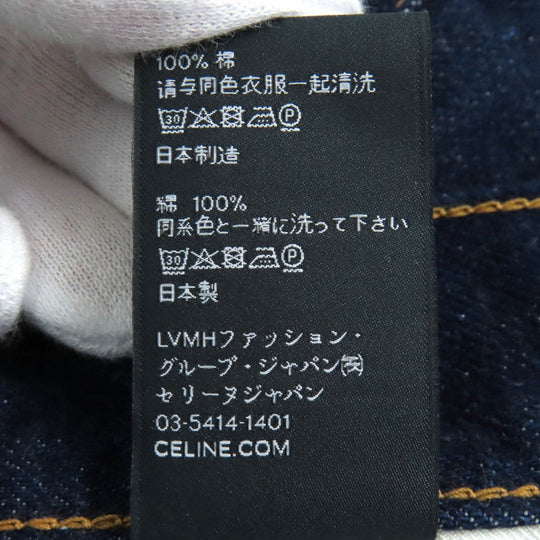 100% 棉
请与同色衣服一起清洗
30 P
日本制造
綿 100%
同系色と一緒に洗って下さい
30 P
日本製
LVMHファッション・
グループ・ジャパン㈱
セリーヌジャパン
03-5414-1401
CELINE.COM